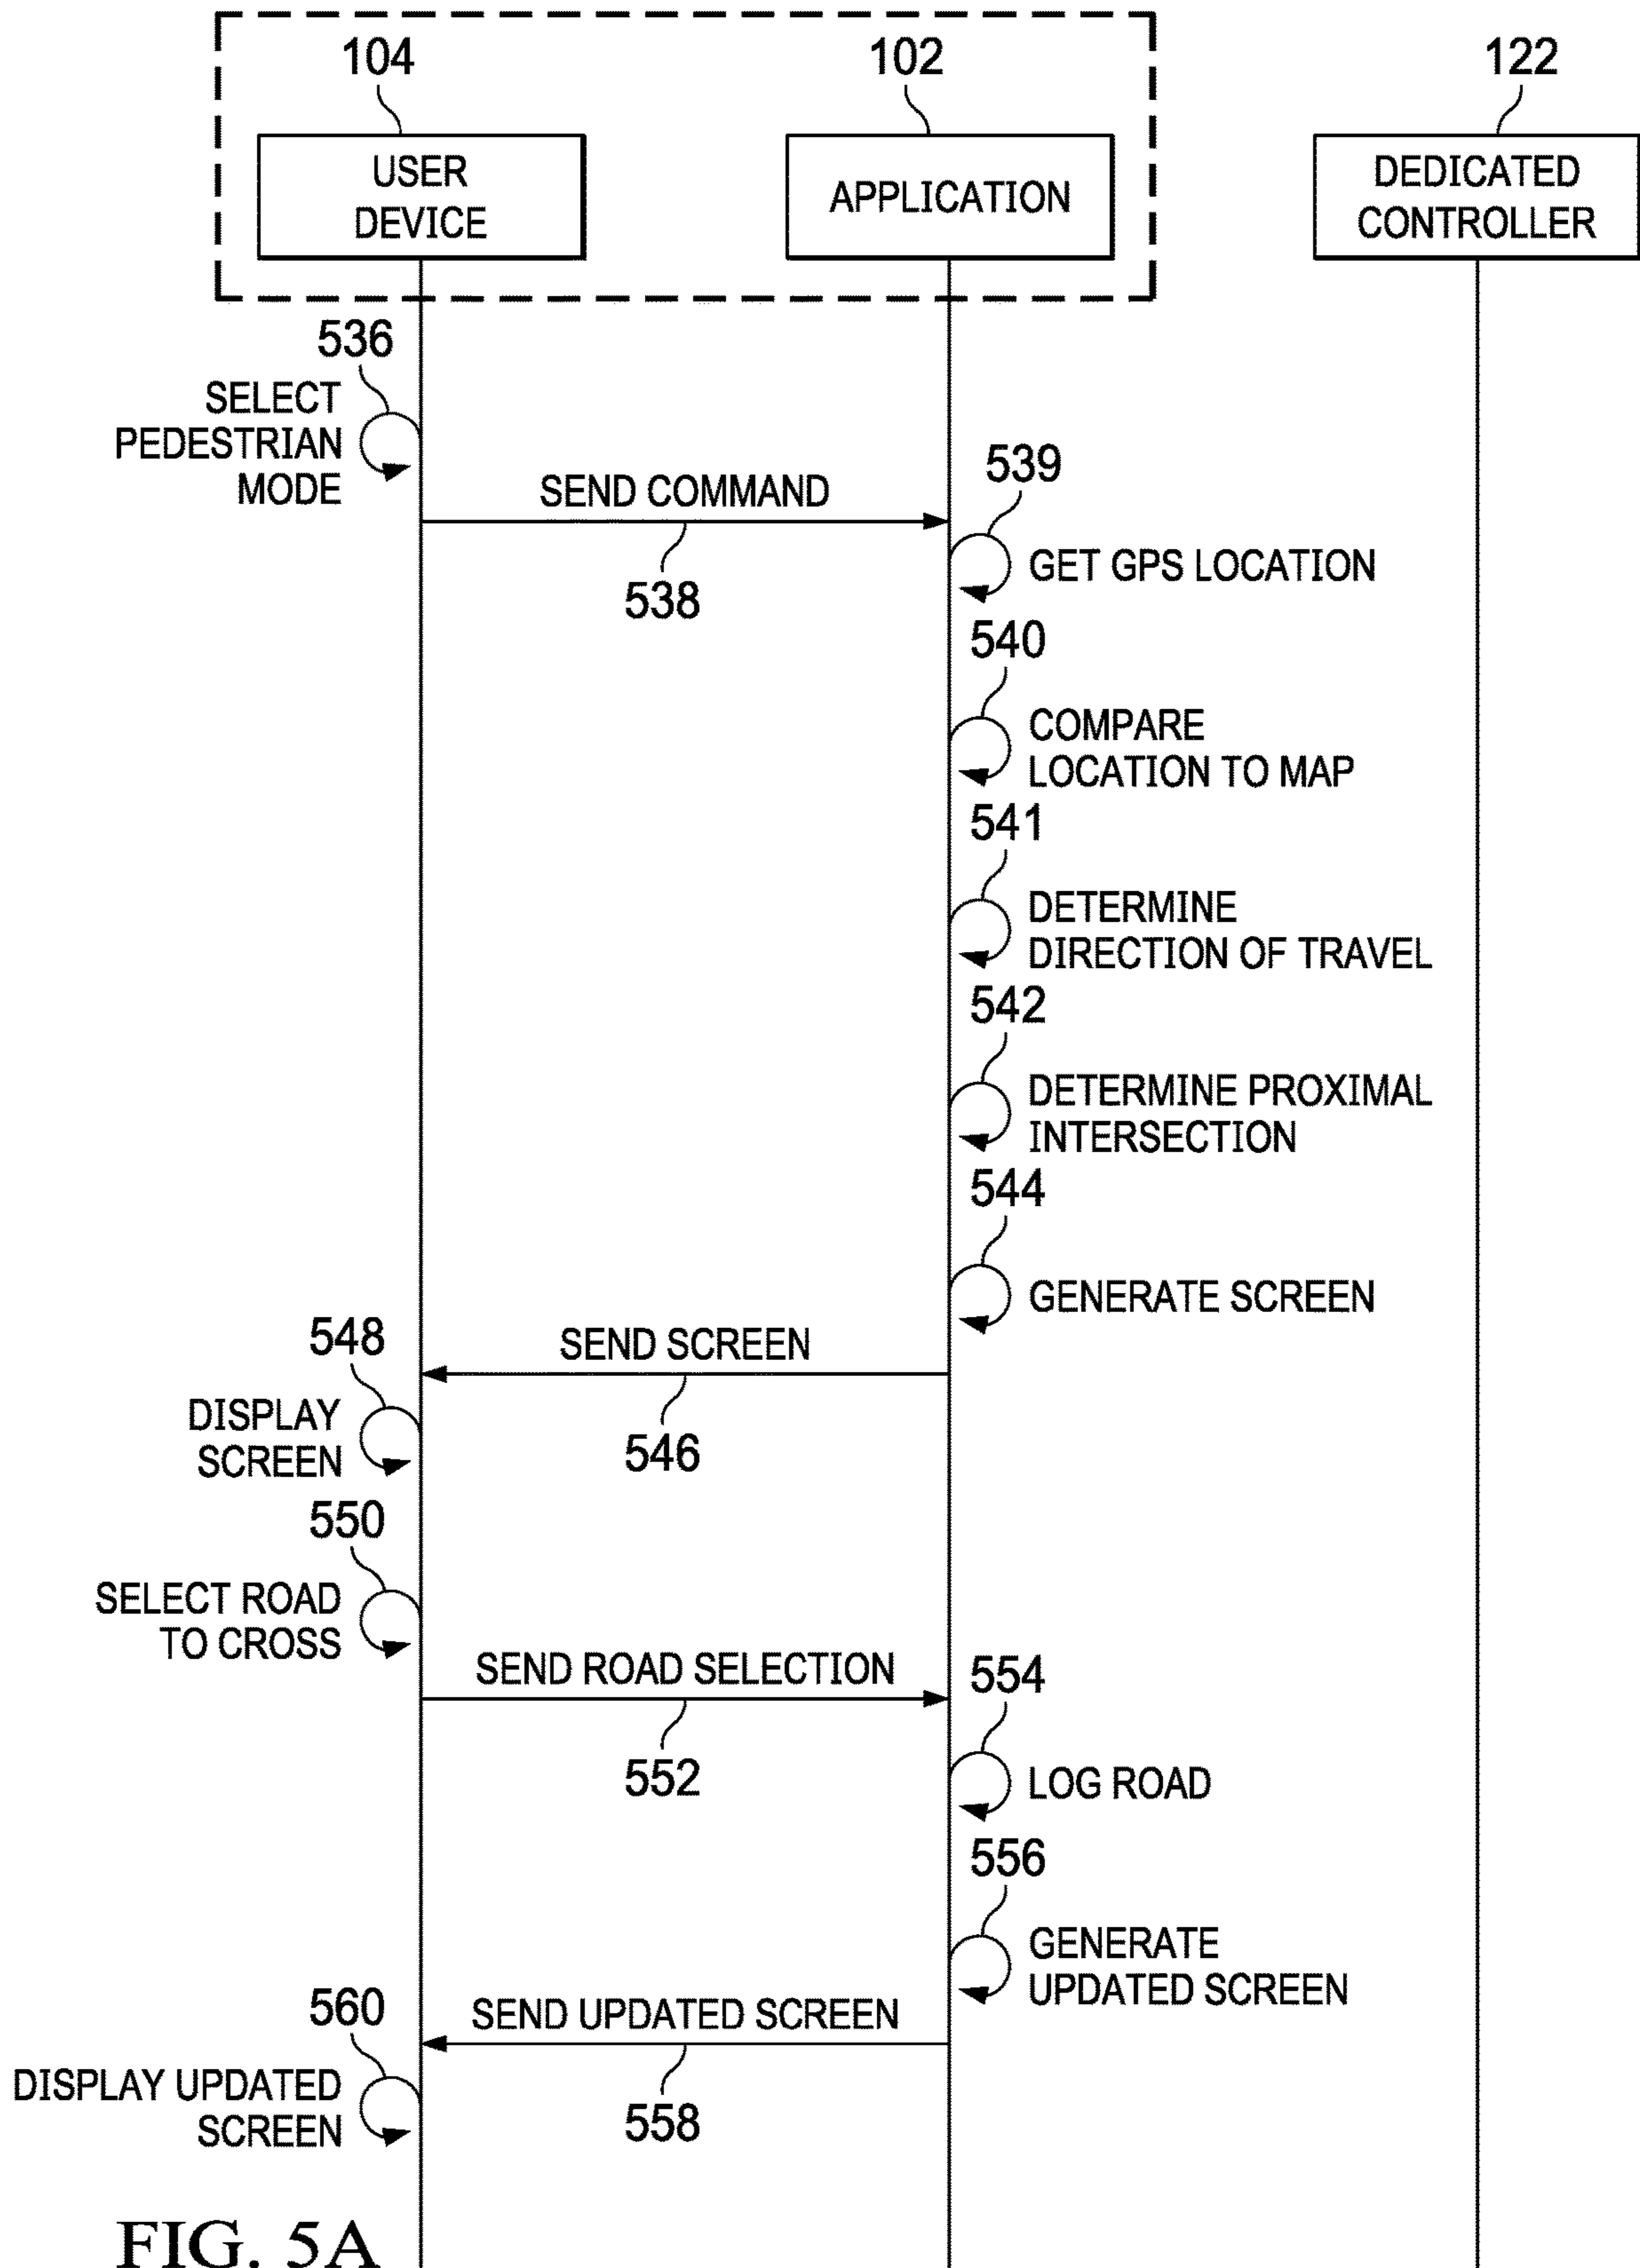 104
102
122
USER
DEVICE
APPLICATION
DEDICATED
CONTROLLER
536
SELECT
PEDESTRIAN
MODE
SEND COMMAND
538
539
GET GPS LOCATION
540
COMPARE
LOCATION TO MAP
541
DETERMINE
DIRECTION OF TRAVEL
542
DETERMINE PROXIMAL
INTERSECTION
544
GENERATE SCREEN
SEND SCREEN
546
548
DISPLAY
SCREEN
550
SELECT ROAD
TO CROSS
SEND ROAD SELECTION
552
554
LOG ROAD
556
GENERATE
UPDATED SCREEN
SEND UPDATED SCREEN
558
560
DISPLAY UPDATED
SCREEN
FIG. 5A